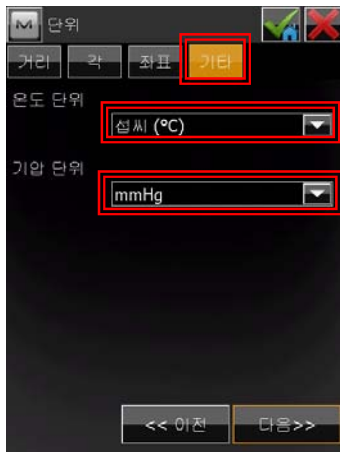 단위
거리 각 좌표 기타
온도 단위
섭씨 (°C)
기압 단위
mmHg
<< 이전 다음>>